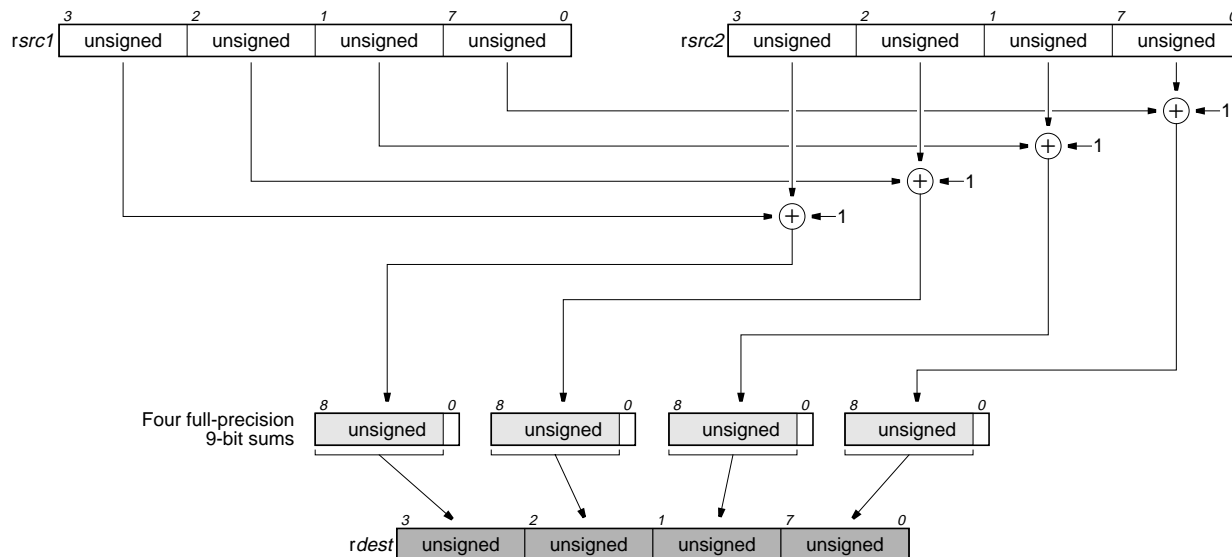 3 2 1 7 0 3 2 1 7 0
rsrc1 unsigned unsigned unsigned unsigned rsrc2 unsigned unsigned unsigned unsigned
+ 1
+ 1
+ 1
+ 1
8 0 8 0 8 0 8 0
Four full-precision
9-bit sums
unsigned unsigned unsigned unsigned
3 2 1 7 0
rdest unsigned unsigned unsigned unsigned